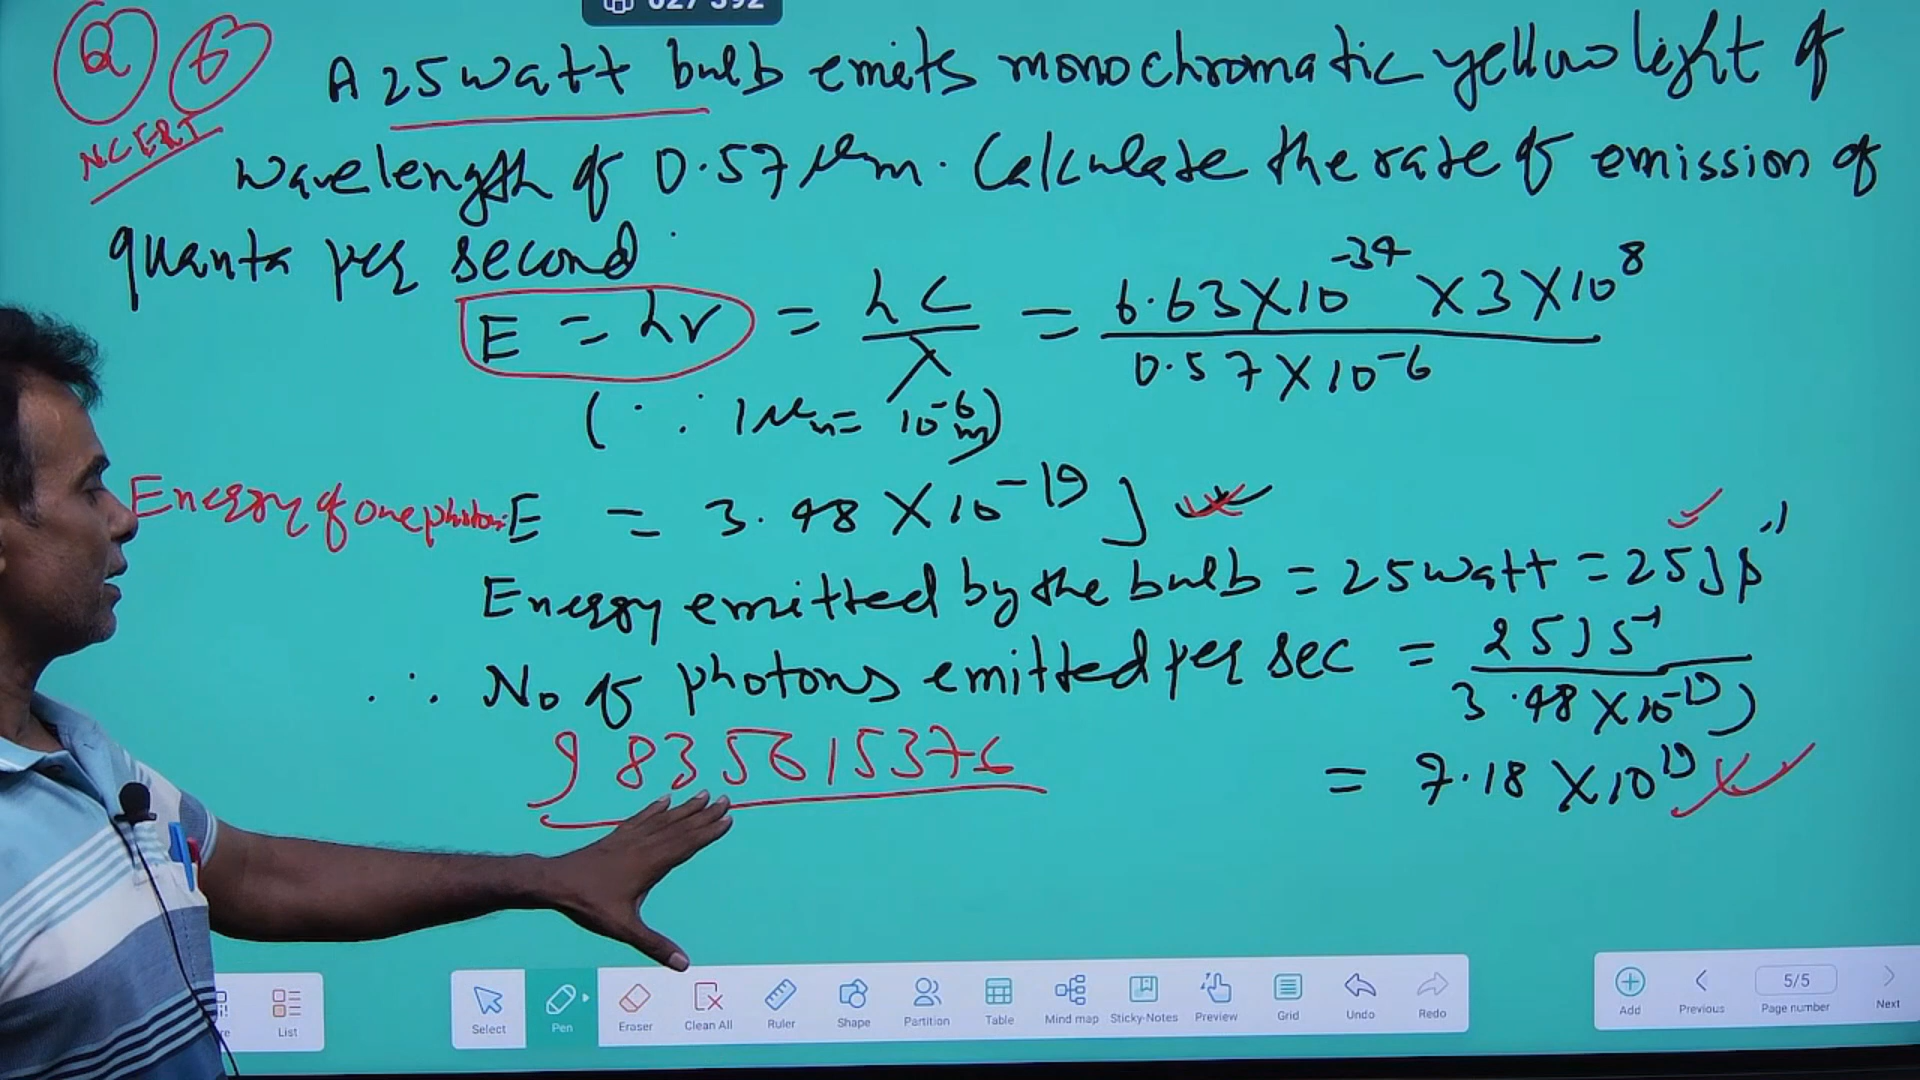 627 592
Q 6
NCERT
A 25 watt bulb emits monochromatic yellow light of
wavelength of 0.57 μm. Calculate the rate of emission of
quanta per second.
E = hν = hc/λ = 6.63 X 10⁻³⁴ X 3 X 10⁸ / 0.57 X 10⁻⁶
(∵ 1 μm = 10⁻⁶ m)
Energy of one photon: E = 3.48 X 10⁻¹⁹ J
Energy emitted by the bulb = 25 watt = 25 J s⁻¹
∴ No of photons emitted per sec = 25 J s⁻¹ / 3.48 X 10⁻¹⁹ J
9835615376
= 7.18 X 10¹⁹
List
Select
Pen
Eraser
Clean All
Ruler
Shape
Partition
Table
Mind map
Sticky-Notes
Preview
Grid
Undo
Redo
Add
Previous
5/5
Page number
Next